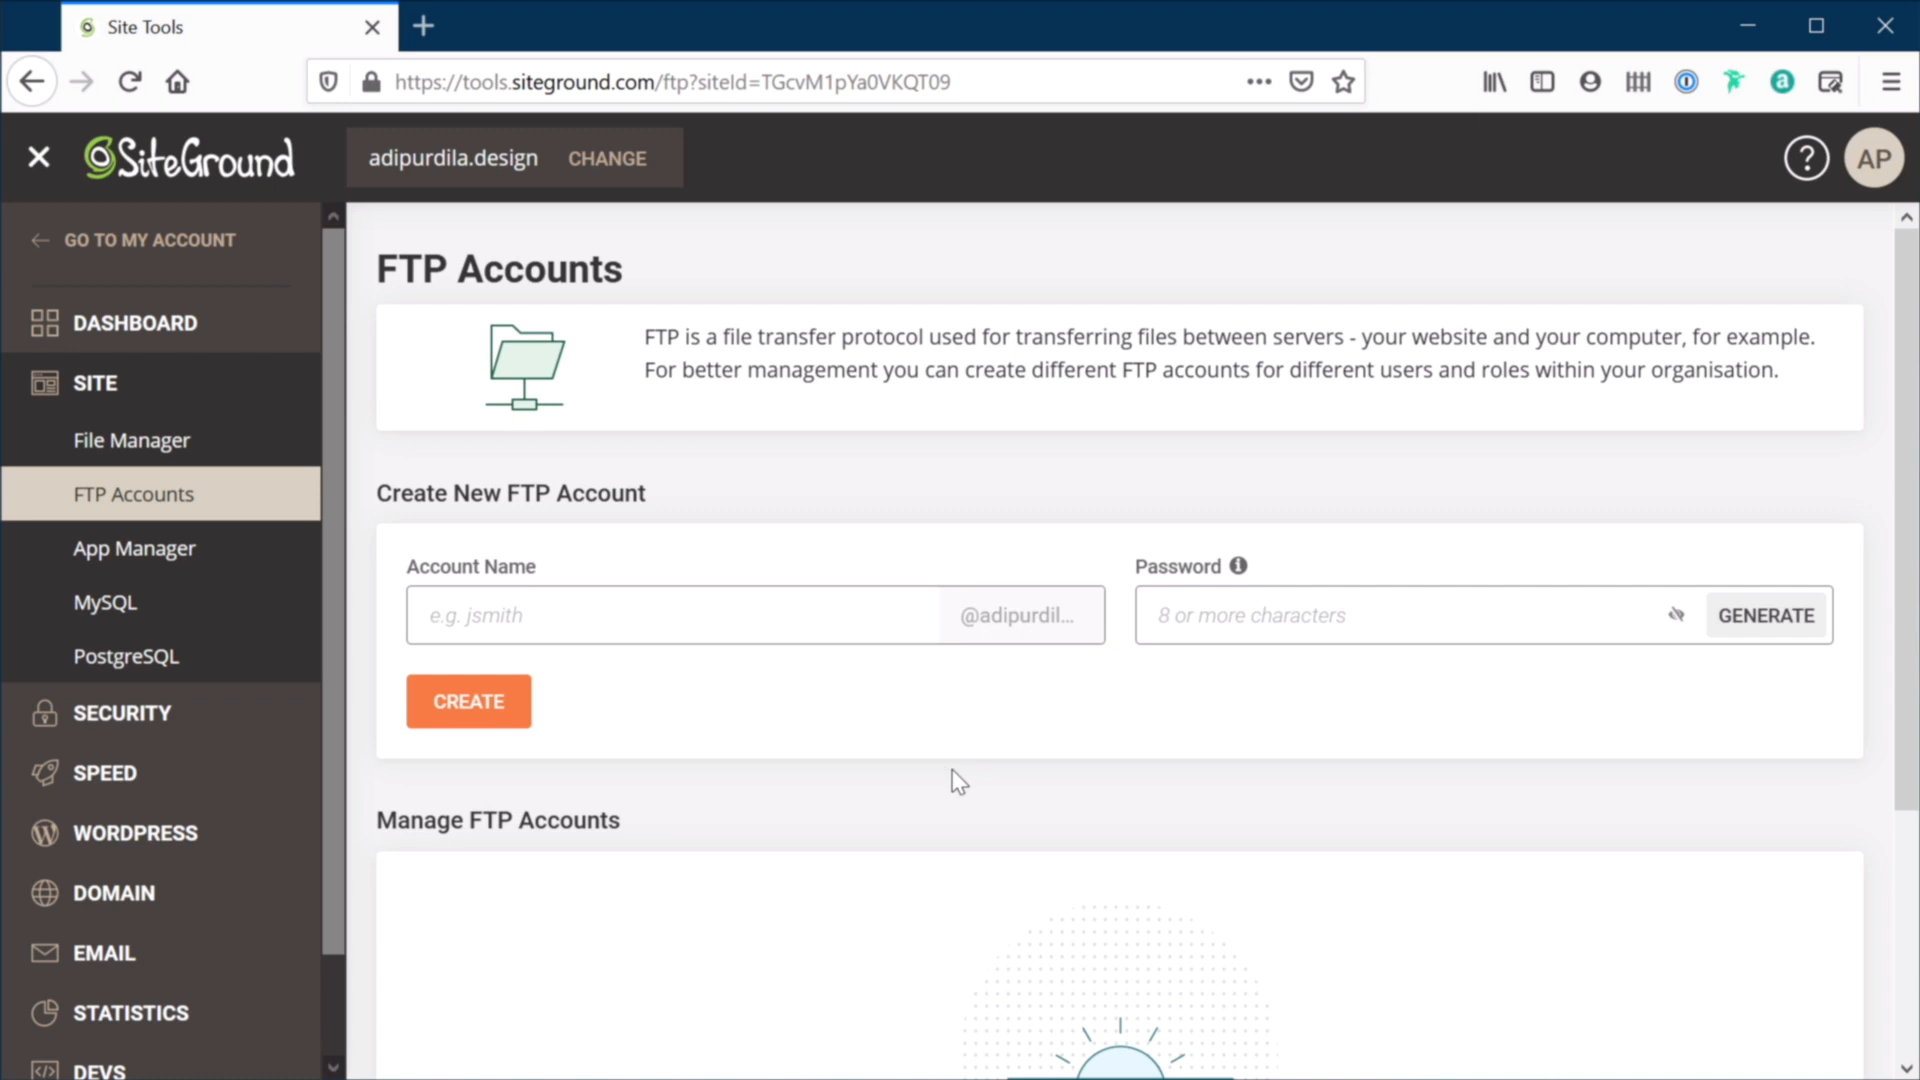 Site Tools
https://tools.siteground.com/ftp?siteId=TGcvM1pYa0VKQT09
SiteGround
adipurdila.design CHANGE
AP
GO TO MY ACCOUNT
DASHBOARD
SITE
File Manager
FTP Accounts
App Manager
MySQL
PostgreSQL
SECURITY
SPEED
WORDPRESS
DOMAIN
EMAIL
STATISTICS
DEVS
FTP Accounts
FTP is a file transfer protocol used for transferring files between servers - your website and your computer, for example.
For better management you can create different FTP accounts for different users and roles within your organisation.
Create New FTP Account
Account Name
e.g. jsmith @adipurdil...
Password
8 or more characters GENERATE
CREATE
Manage FTP Accounts